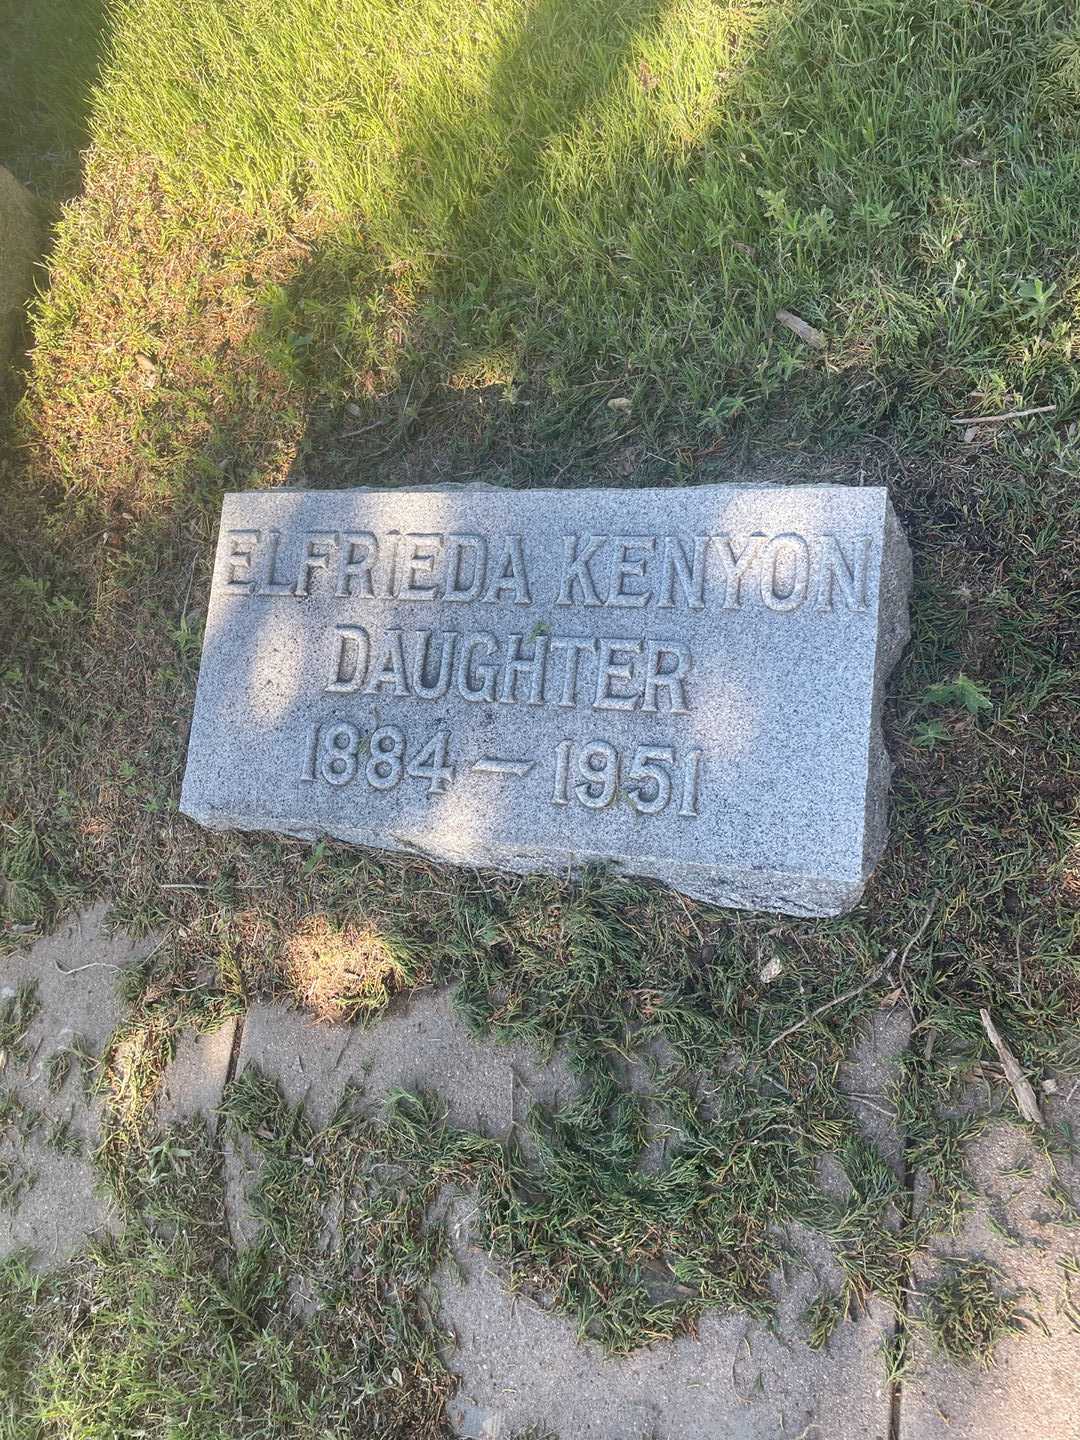 ELFRIEDA KENYON
DAUGHTER
1884 – 1951